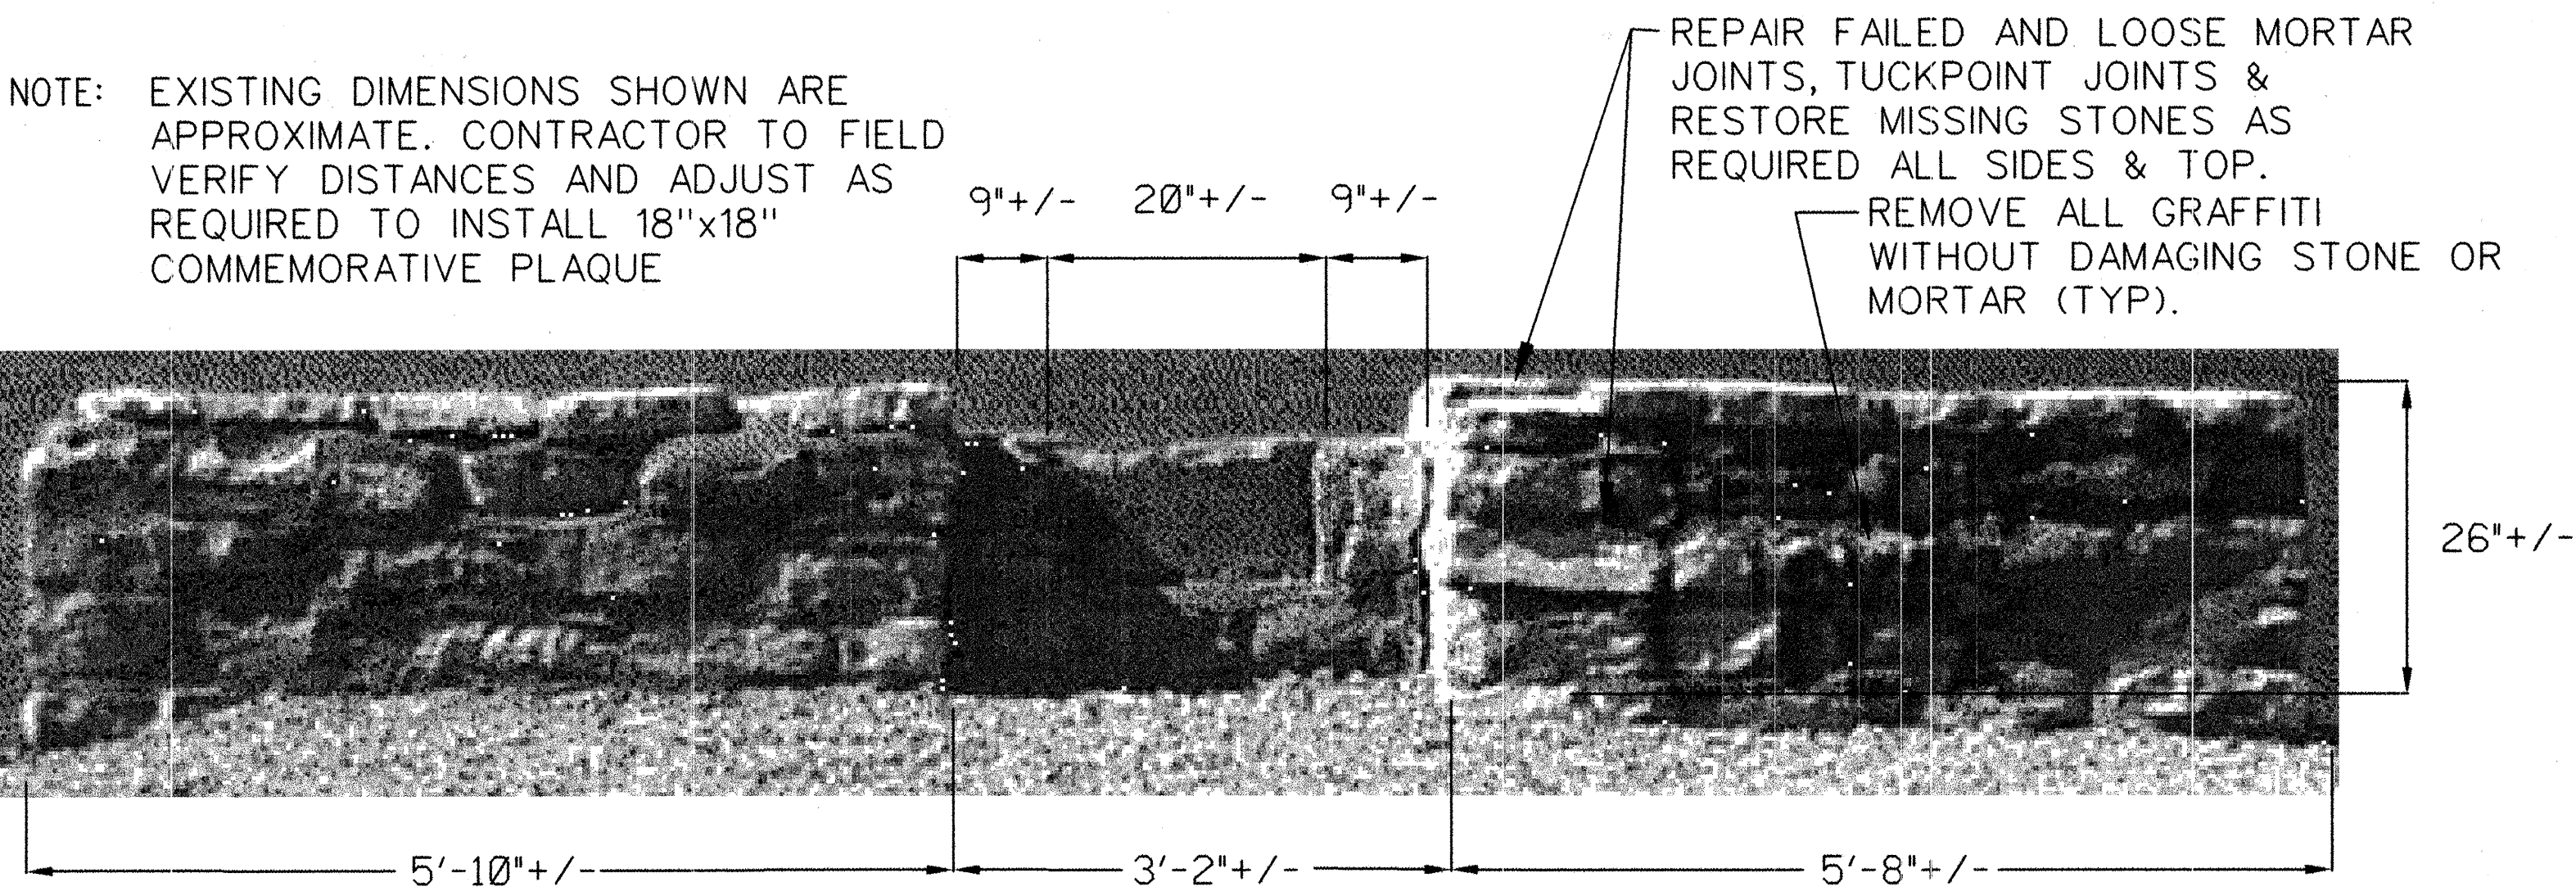 NOTE: EXISTING DIMENSIONS SHOWN ARE
APPROXIMATE. CONTRACTOR TO FIELD
VERIFY DISTANCES AND ADJUST AS
REQUIRED TO INSTALL 18"x18"
COMMEMORATIVE PLAQUE
REPAIR FAILED AND LOOSE MORTAR
JOINTS, TUCKPOINT JOINTS &
RESTORE MISSING STONES AS
REQUIRED ALL SIDES & TOP.
REMOVE ALL GRAFFITI
WITHOUT DAMAGING STONE OR
MORTAR (TYP).
9"+/- 20"+/- 9"+/-
26"+/-
5'-10"+/- 3'-2"+/- 5'-8"+/-